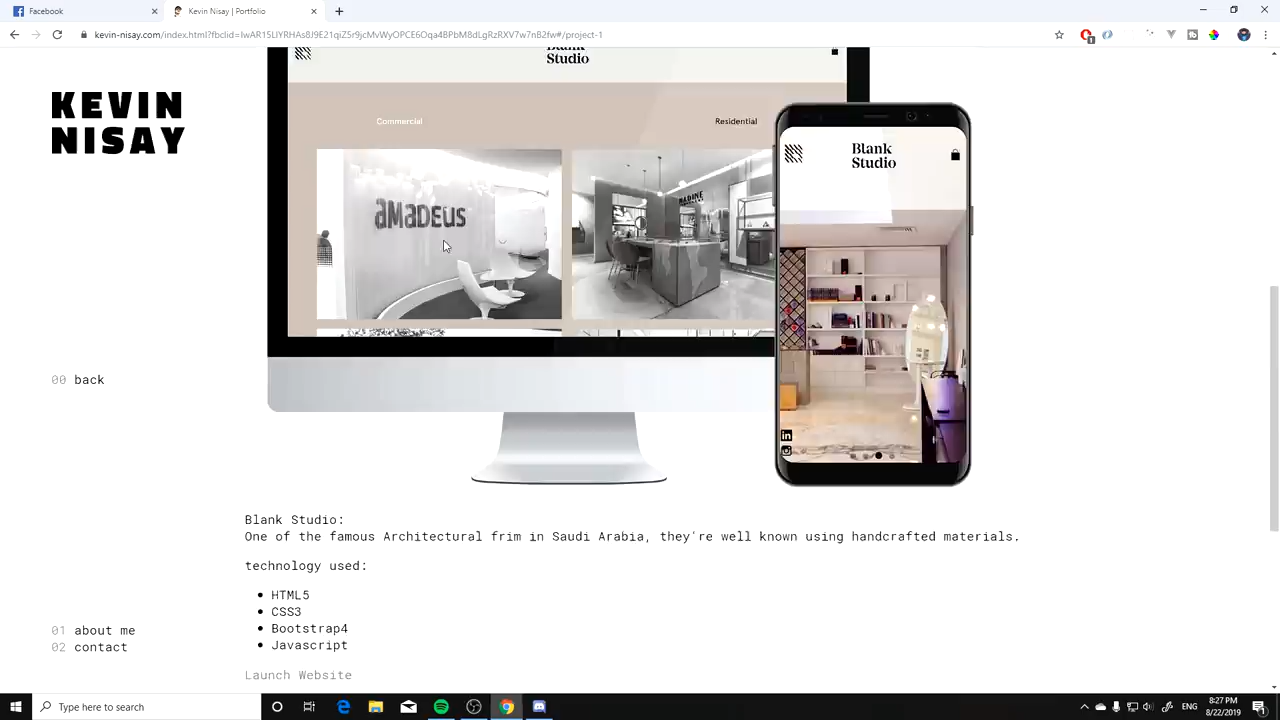 Facebook
Kevin Nisay | Portfolio
kevin-nisay.com/index.html?fbclid=IwAR15LIYRHAs8J9E21qiZ5r9jcMvWyOPCE6Oqa4BPbM8dLgRzRXV7w7nB2fw#/project-1
KEVIN
NISAY
Blank
Studio
Commercial
Residential
aMaDEUS
NADINE
Blank
Studio
00 back
Blank Studio:
One of the famous Architectural frim in Saudi Arabia, they're well known using handcrafted materials.
technology used:
HTML5
CSS3
Bootstrap4
Javascript
Launch Website
01 about me
02 contact
Type here to search
ENG
8:27 PM
8/22/2019